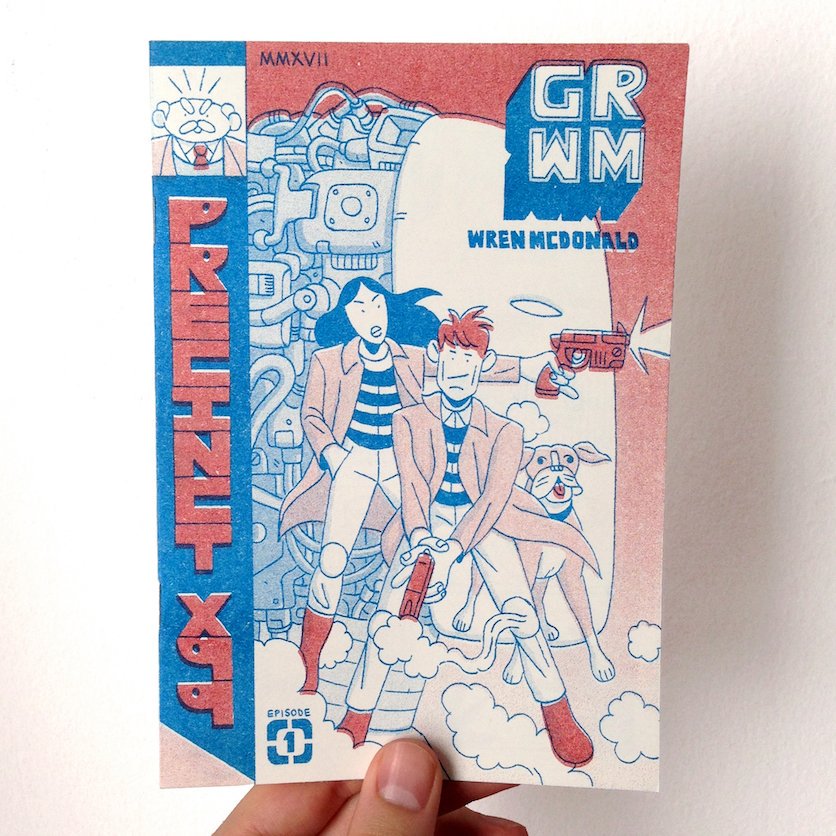 MMXVII
GR
WM
WREN MCDONALD
PRECINCT X99
EPISODE
1